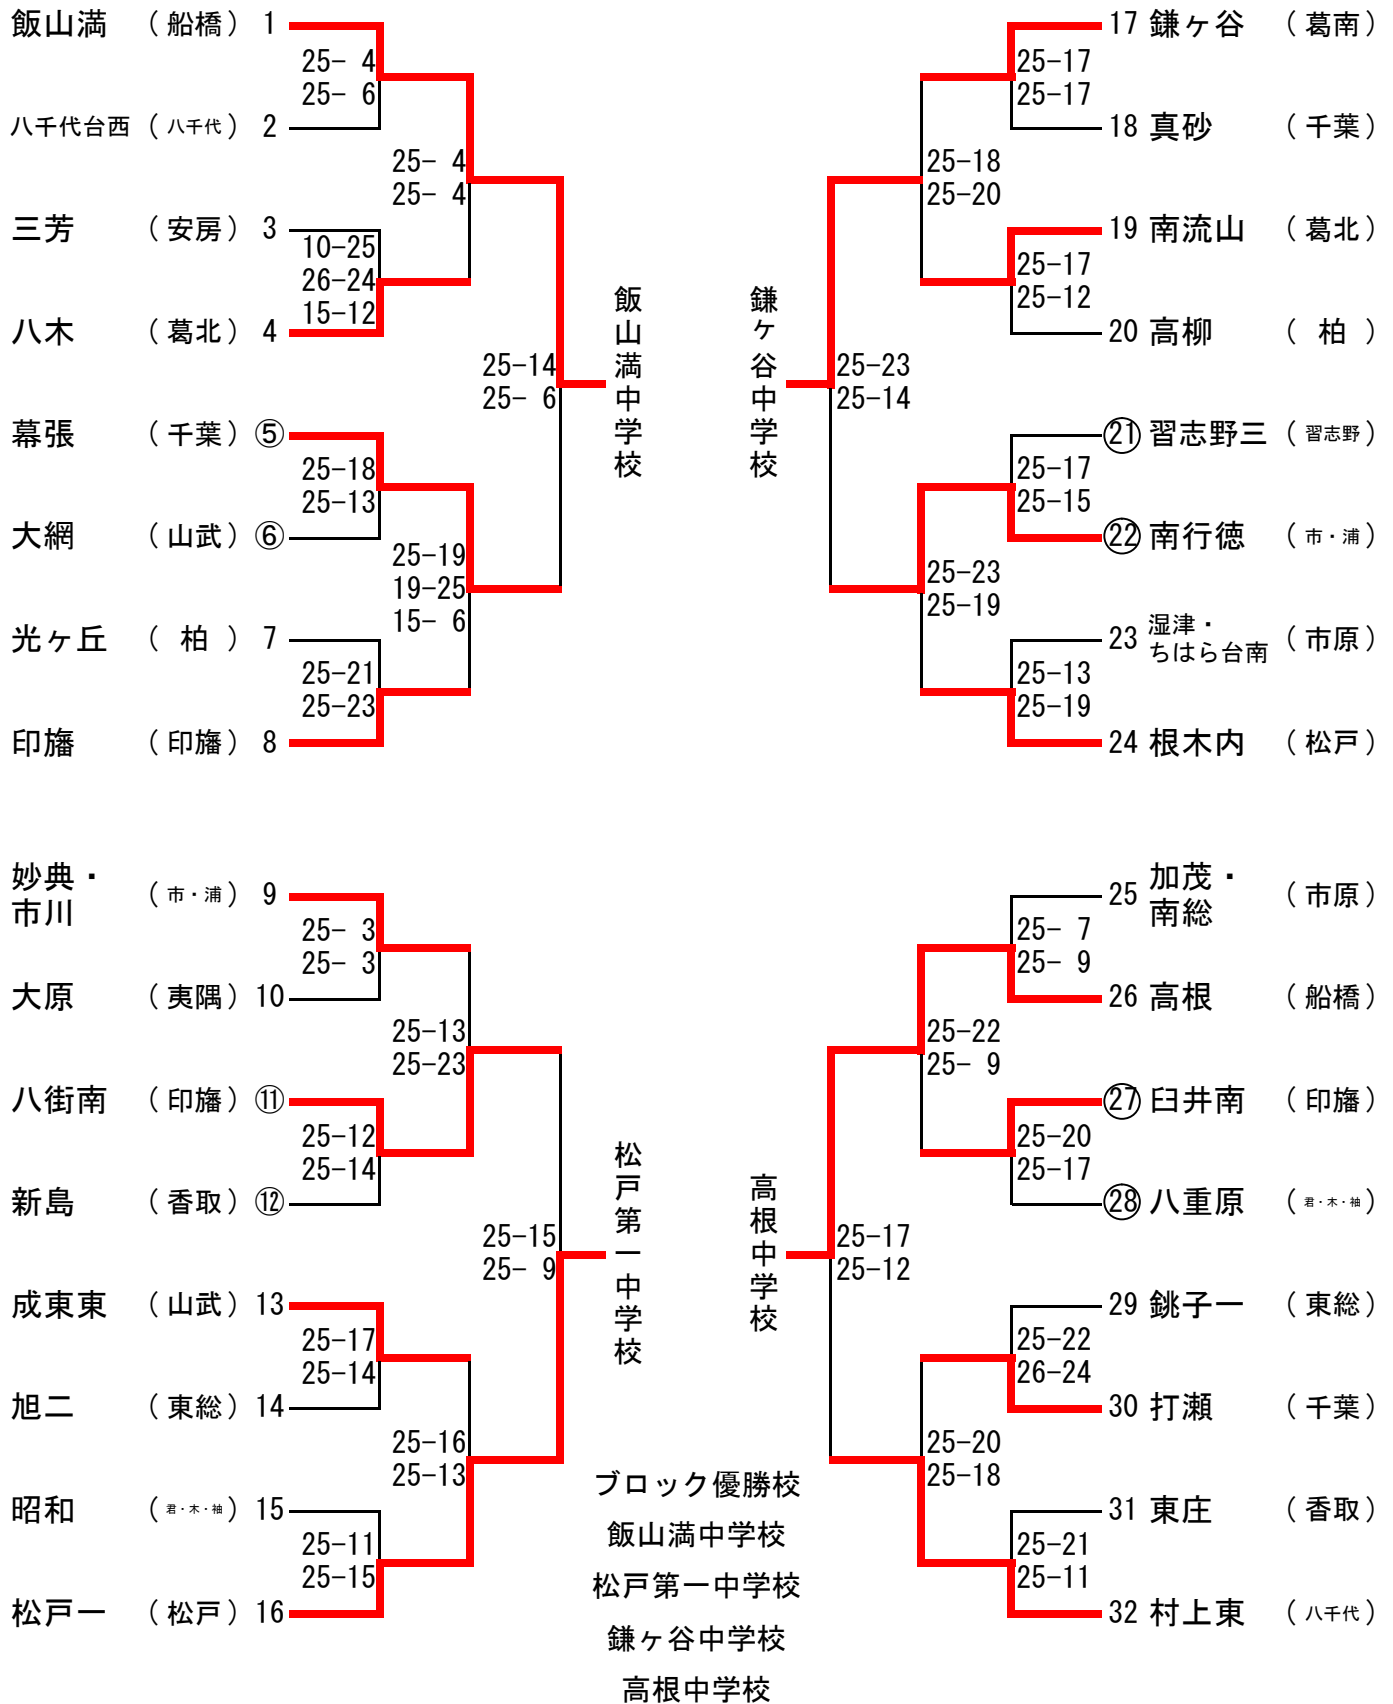 飯山満 （船橋） 1
25- 4
25- 6
八千代台西 （八千代） 2
25- 4
25- 4
三芳 （安房） 3
10-25
26-24
15-12
八木 （葛北） 4
25-14
25- 6
幕張 （千葉） ⑤
25-18
25-13
大網 （山武） ⑥
25-19
19-25
15- 6
光ヶ丘 （ 柏 ） 7
25-21
25-23
印旛 （印旛） 8
飯山満中学校
17 鎌ヶ谷 （葛南）
25-17
25-17
18 真砂 （千葉）
25-18
25-20
19 南流山 （葛北）
25-17
25-12
20 高柳 （ 柏 ）
25-23
25-14
㉑ 習志野三 （習志野）
25-17
25-15
㉒ 南行徳 （市・浦）
25-23
25-19
23 湿津・
ちはら台南 （市原）
25-13
25-19
24 根木内 （松戸）
鎌ヶ谷中学校
妙典・
市川 （市・浦） 9
25- 3
25- 3
大原 （夷隅） 10
25-13
25-23
八街南 （印旛） ⑪
25-12
25-14
新島 （香取） ⑫
25-15
25- 9
成東東 （山武） 13
25-17
25-14
旭二 （東総） 14
25-16
25-13
昭和 （君・木・袖） 15
25-11
25-15
松戸一 （松戸） 16
松戸第一中学校
25 加茂・
南総 （市原）
25- 7
25- 9
26 高根 （船橋）
25-22
25- 9
㉗ 臼井南 （印旛）
25-20
25-17
㉘ 八重原 （君・木・袖）
25-17
25-12
29 銚子一 （東総）
25-22
26-24
30 打瀬 （千葉）
25-20
25-18
31 東庄 （香取）
25-21
25-11
32 村上東 （八千代）
高根中学校
ブロック優勝校
飯山満中学校
松戸第一中学校
鎌ヶ谷中学校
高根中学校